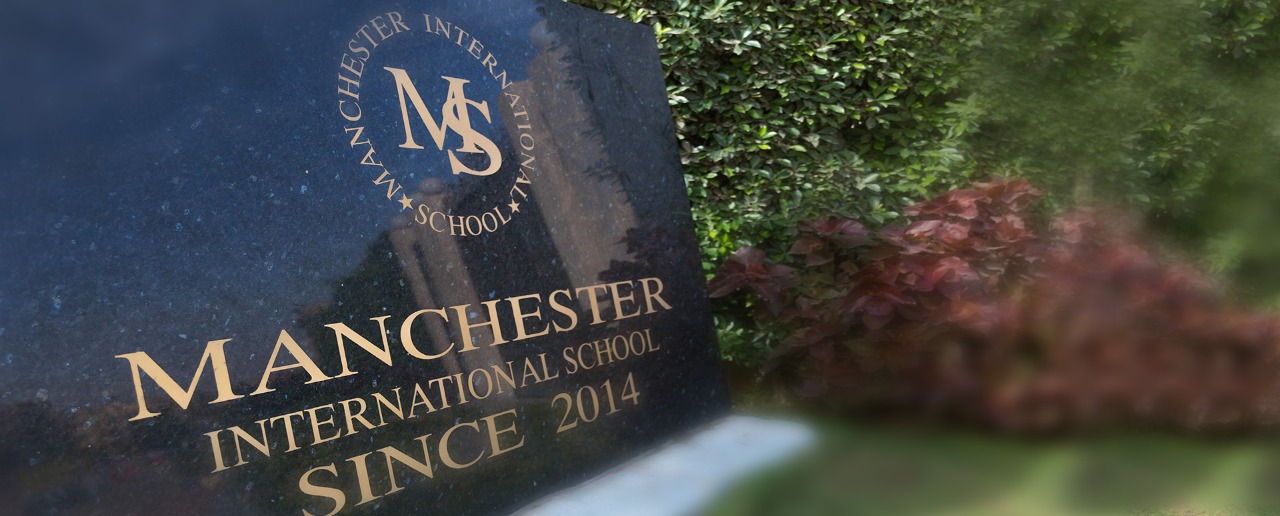 MANCHESTER INTERNATIONAL
MS
★ SCHOOL ★
MANCHESTER
INTERNATIONAL SCHOOL
SINCE 2014